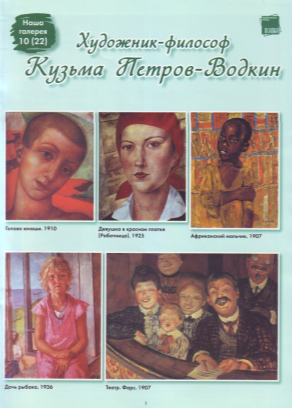 Наша
галерея
10 (22)
Художник-философ
Кузьма Петров-Водкин
Голова юноши. 1910
Девушка в красном платке
(Работница). 1925
Африканский мальчик. 1907
Дочь рыбака. 1936
Театр. Фарс. 1907
1